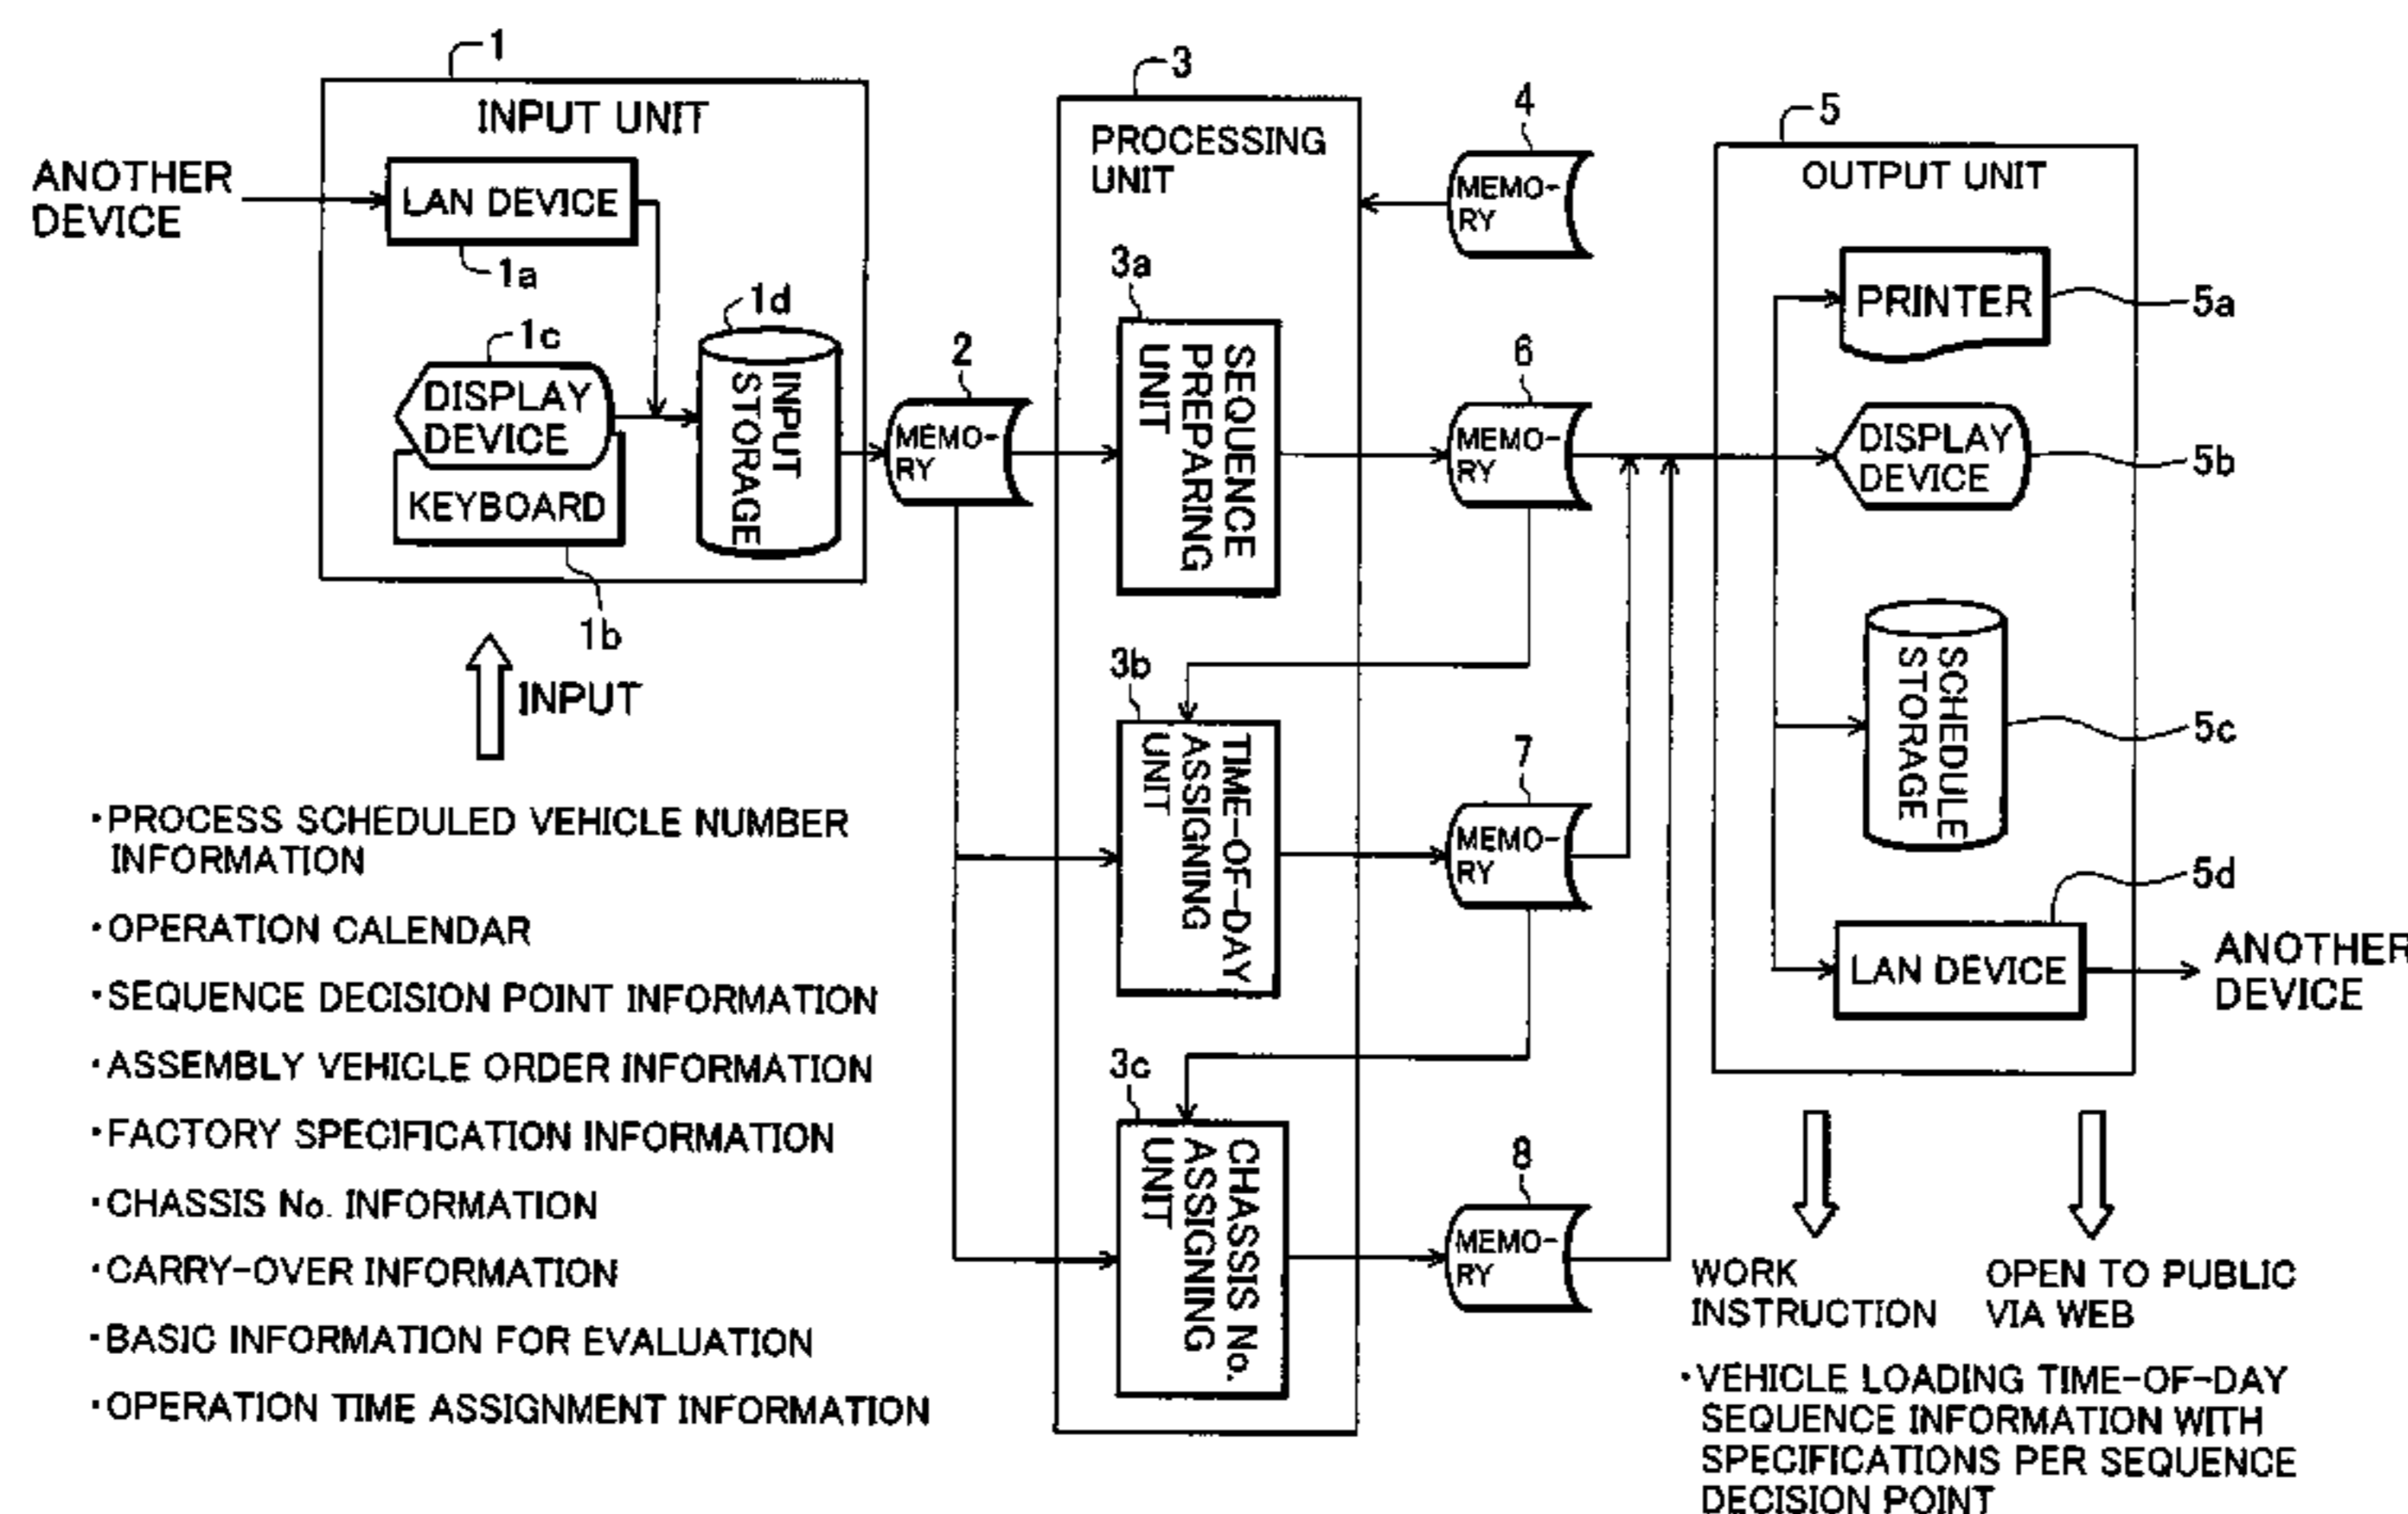 1
INPUT UNIT
ANOTHER
DEVICE
LAN DEVICE
1a
1c
DISPLAY
DEVICE
KEYBOARD
1b
1d
INPUT
STORAGE
INPUT
・PROCESS SCHEDULED VEHICLE NUMBER
INFORMATION
・OPERATION CALENDAR
・SEQUENCE DECISION POINT INFORMATION
・ASSEMBLY VEHICLE ORDER INFORMATION
・FACTORY SPECIFICATION INFORMATION
・CHASSIS No. INFORMATION
・CARRY-OVER INFORMATION
・BASIC INFORMATION FOR EVALUATION
・OPERATION TIME ASSIGNMENT INFORMATION
2
MEMO-
RY
3
PROCESSING
UNIT
3a
SEQUENCE
PREPARING
UNIT
3b
TIME-OF-DAY
ASSIGNING
UNIT
3c
CHASSIS No.
ASSIGNING
UNIT
4
MEMO-
RY
6
MEMO-
RY
7
MEMO-
RY
8
MEMO-
RY
5
OUTPUT UNIT
PRINTER
5a
DISPLAY
DEVICE
5b
SCHEDULE
STORAGE
5c
5d
LAN DEVICE
ANOTHER
DEVICE
WORK
INSTRUCTION
OPEN TO PUBLIC
VIA WEB
・VEHICLE LOADING TIME-OF-DAY
SEQUENCE INFORMATION WITH
SPECIFICATIONS PER SEQUENCE
DECISION POINT